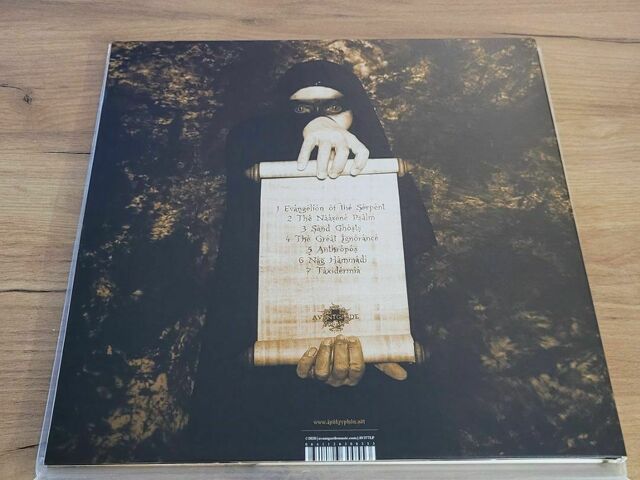 1 Evangelion of the Serpent
2 The Naasene Psalm
3 Sand Ghosts
4 The Great Ignorance
5 Anthropos
6 Nag Hammadi
7 Taxidermia